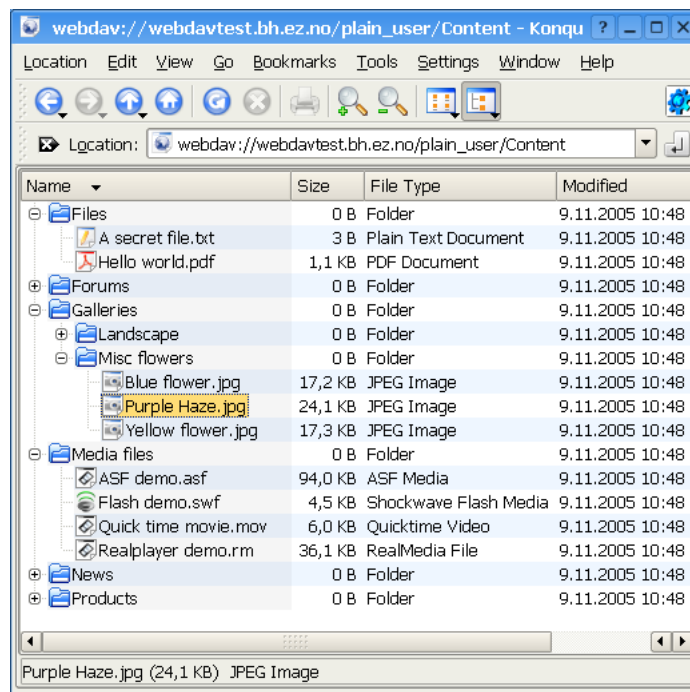 webdav://webdavtest.bh.ez.no/plain_user/Content - Konqu
Location Edit View Go Bookmarks Tools Settings Window Help
Location: webdav://webdavtest.bh.ez.no/plain_user/Content
Name Size File Type Modified
Files 0 B Folder 9.11.2005 10:48
A secret file.txt 3 B Plain Text Document 9.11.2005 10:48
Hello world.pdf 1,1 KB PDF Document 9.11.2005 10:48
Forums 0 B Folder 9.11.2005 10:48
Galleries 0 B Folder 9.11.2005 10:48
Landscape 0 B Folder 9.11.2005 10:48
Misc flowers 0 B Folder 9.11.2005 10:48
Blue flower.jpg 17,2 KB JPEG Image 9.11.2005 10:48
Purple Haze.jpg 24,1 KB JPEG Image 9.11.2005 10:48
Yellow flower.jpg 17,3 KB JPEG Image 9.11.2005 10:48
Media files 0 B Folder 9.11.2005 10:48
ASF demo.asf 94,0 KB ASF Media 9.11.2005 10:48
Flash demo.swf 4,5 KB Shockwave Flash Media 9.11.2005 10:48
Quick time movie.mov 6,0 KB Quicktime Video 9.11.2005 10:48
Realplayer demo.rm 36,1 KB RealMedia File 9.11.2005 10:48
News 0 B Folder 9.11.2005 10:48
Products 0 B Folder 9.11.2005 10:48
Purple Haze.jpg (24,1 KB) JPEG Image